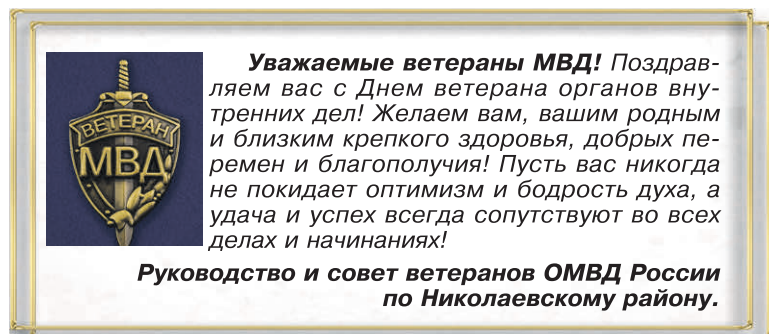 ВЕТЕРАН
МВД
Уважаемые ветераны МВД! Поздрав-
ляем вас с Днем ветерана органов вну-
тренних дел! Желаем вам, вашим родным
и близким крепкого здоровья, добрых пе-
ремен и благополучия! Пусть вас никогда
не покидает оптимизм и бодрость духа, а
удача и успех всегда сопутствуют во всех
делах и начинаниях!
Руководство и совет ветеранов ОМВД России
по Николаевскому району.